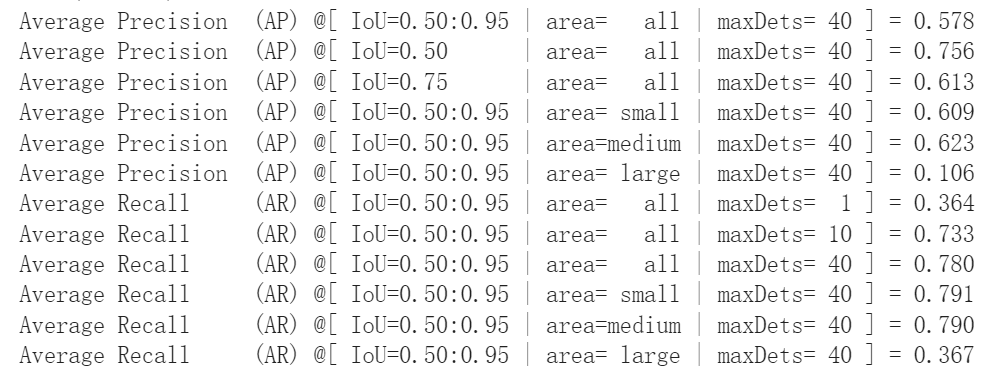 Average Precision  (AP) @[ IoU=0.50:0.95 | area=   all | maxDets= 40 ] = 0.578
Average Precision  (AP) @[ IoU=0.50      | area=   all | maxDets= 40 ] = 0.756
Average Precision  (AP) @[ IoU=0.75      | area=   all | maxDets= 40 ] = 0.613
Average Precision  (AP) @[ IoU=0.50:0.95 | area= small | maxDets= 40 ] = 0.609
Average Precision  (AP) @[ IoU=0.50:0.95 | area=medium | maxDets= 40 ] = 0.623
Average Precision  (AP) @[ IoU=0.50:0.95 | area= large | maxDets= 40 ] = 0.106
Average Recall     (AR) @[ IoU=0.50:0.95 | area=   all | maxDets=  1 ] = 0.364
Average Recall     (AR) @[ IoU=0.50:0.95 | area=   all | maxDets= 10 ] = 0.733
Average Recall     (AR) @[ IoU=0.50:0.95 | area=   all | maxDets= 40 ] = 0.780
Average Recall     (AR) @[ IoU=0.50:0.95 | area= small | maxDets= 40 ] = 0.791
Average Recall     (AR) @[ IoU=0.50:0.95 | area=medium | maxDets= 40 ] = 0.790
Average Recall     (AR) @[ IoU=0.50:0.95 | area= large | maxDets= 40 ] = 0.367